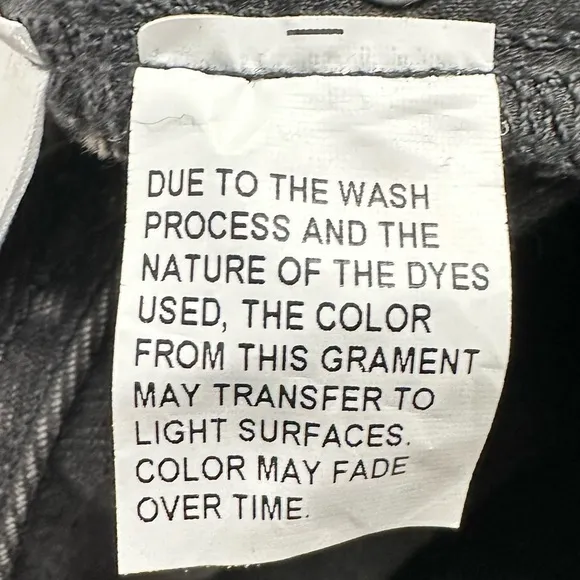 DUE TO THE WASH
PROCESS AND THE
NATURE OF THE DYES
USED, THE COLOR
FROM THIS GRAMENT
MAY TRANSFER TO
LIGHT SURFACES.
COLOR MAY FADE
OVER TIME.